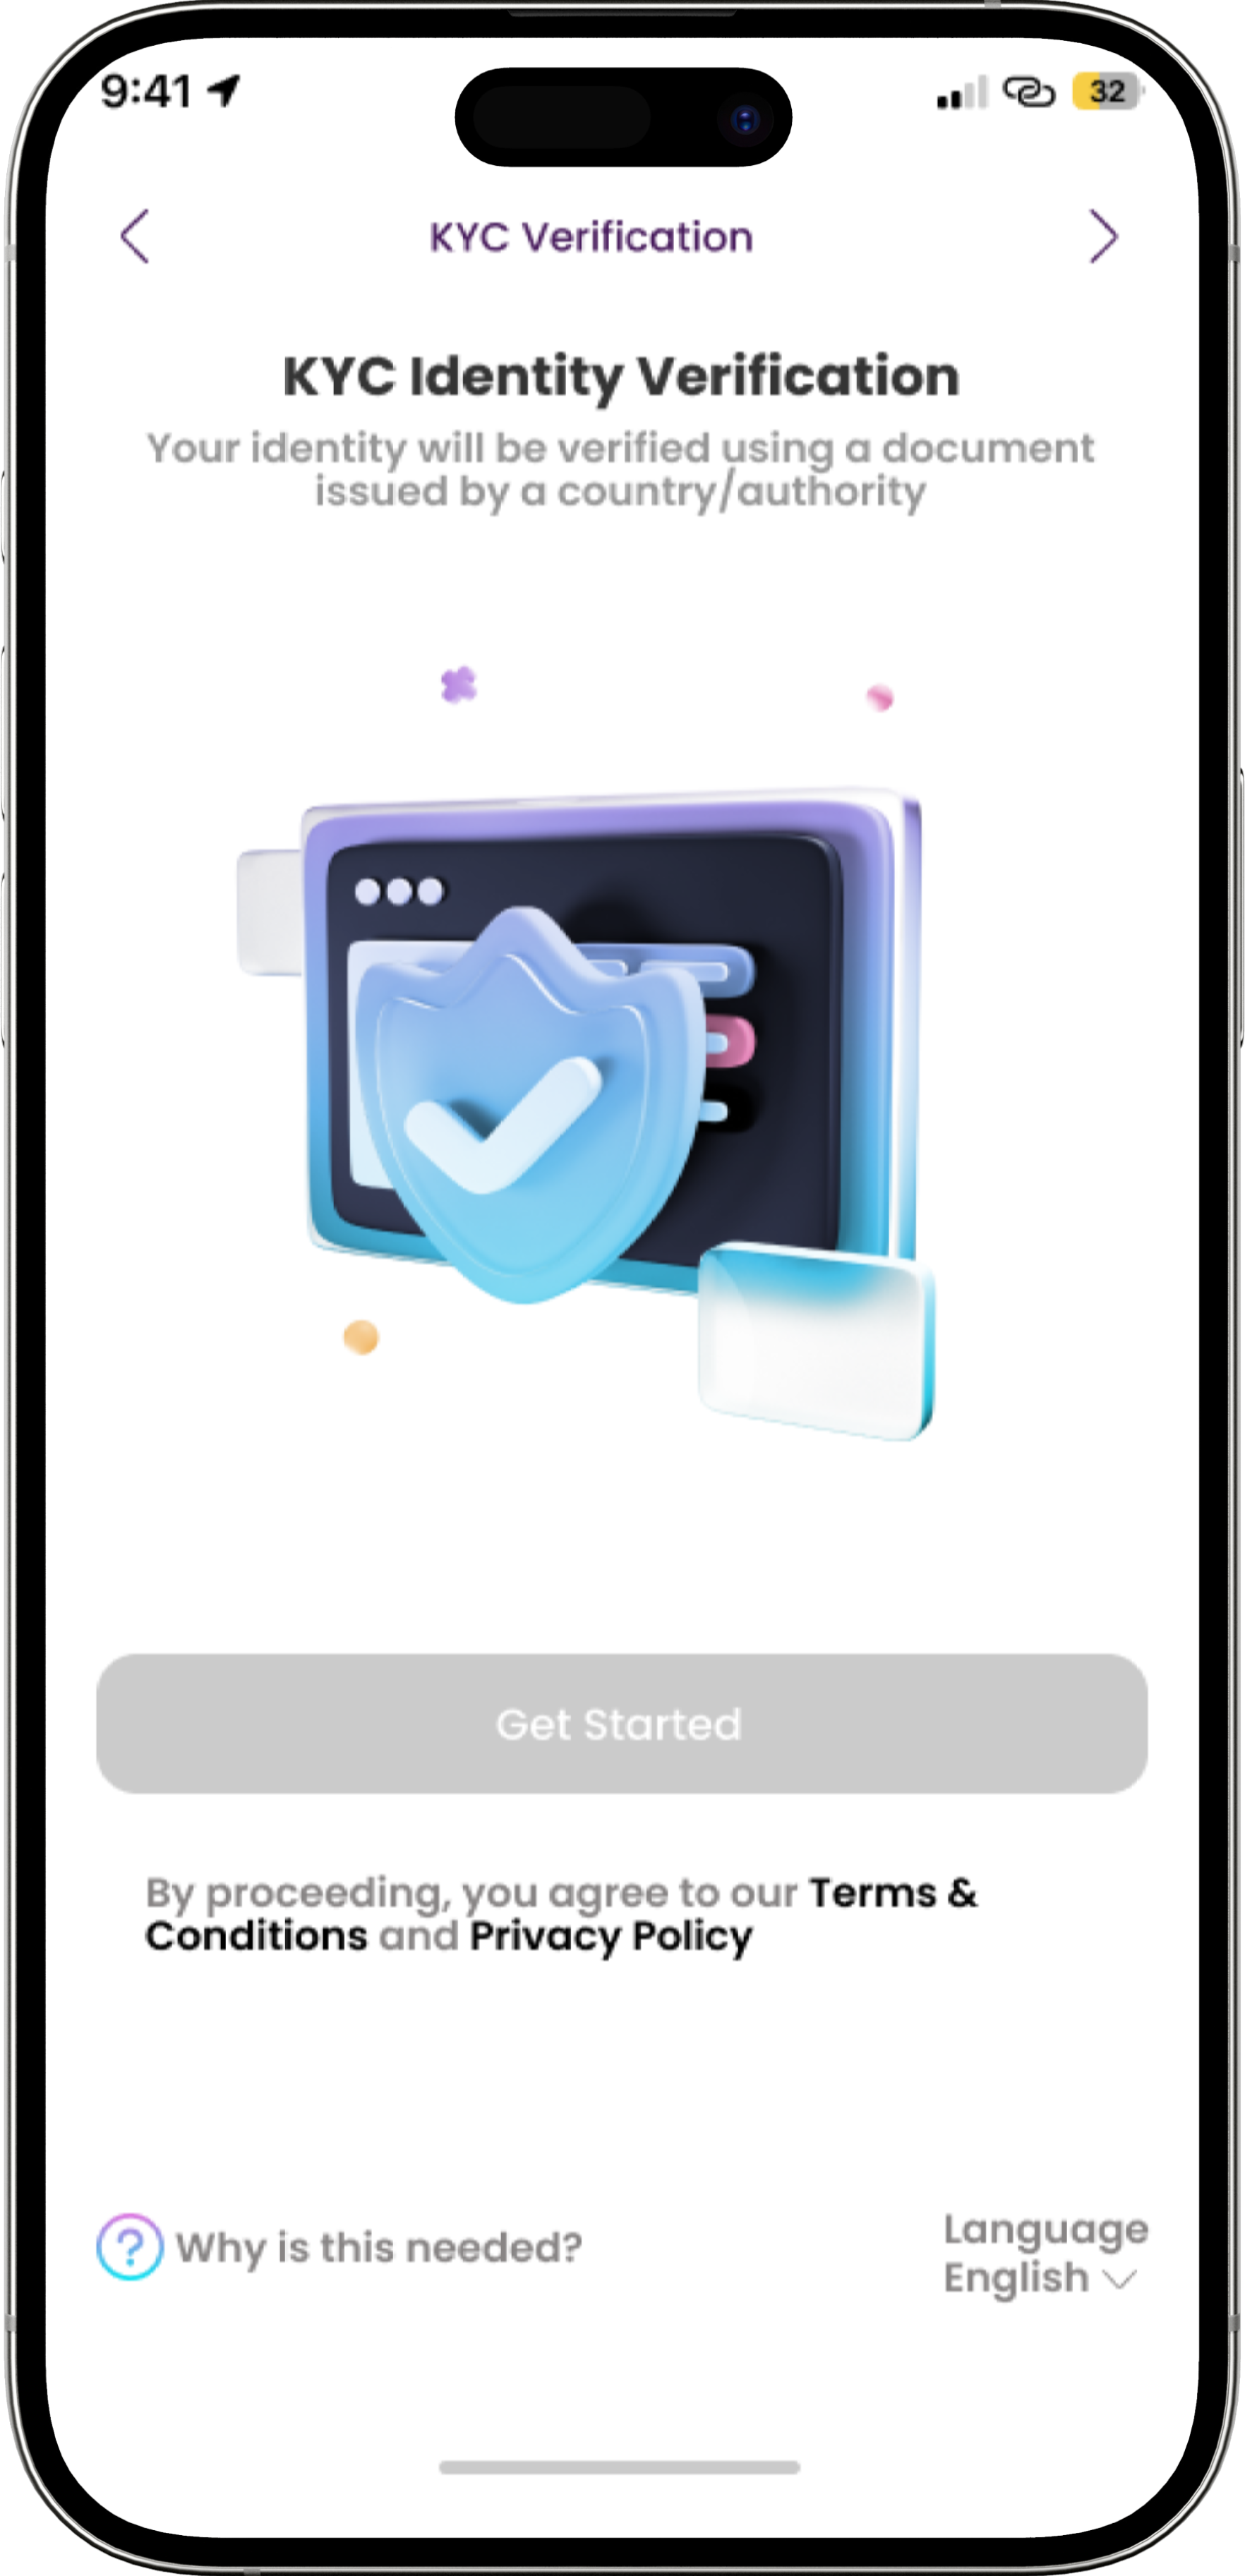 9:41
32
KYC Verification
KYC Identity Verification
Your identity will be verified using a document
issued by a country/authority
Get Started
By proceeding, you agree to our Terms &
Conditions and Privacy Policy
? Why is this needed?
Language
English